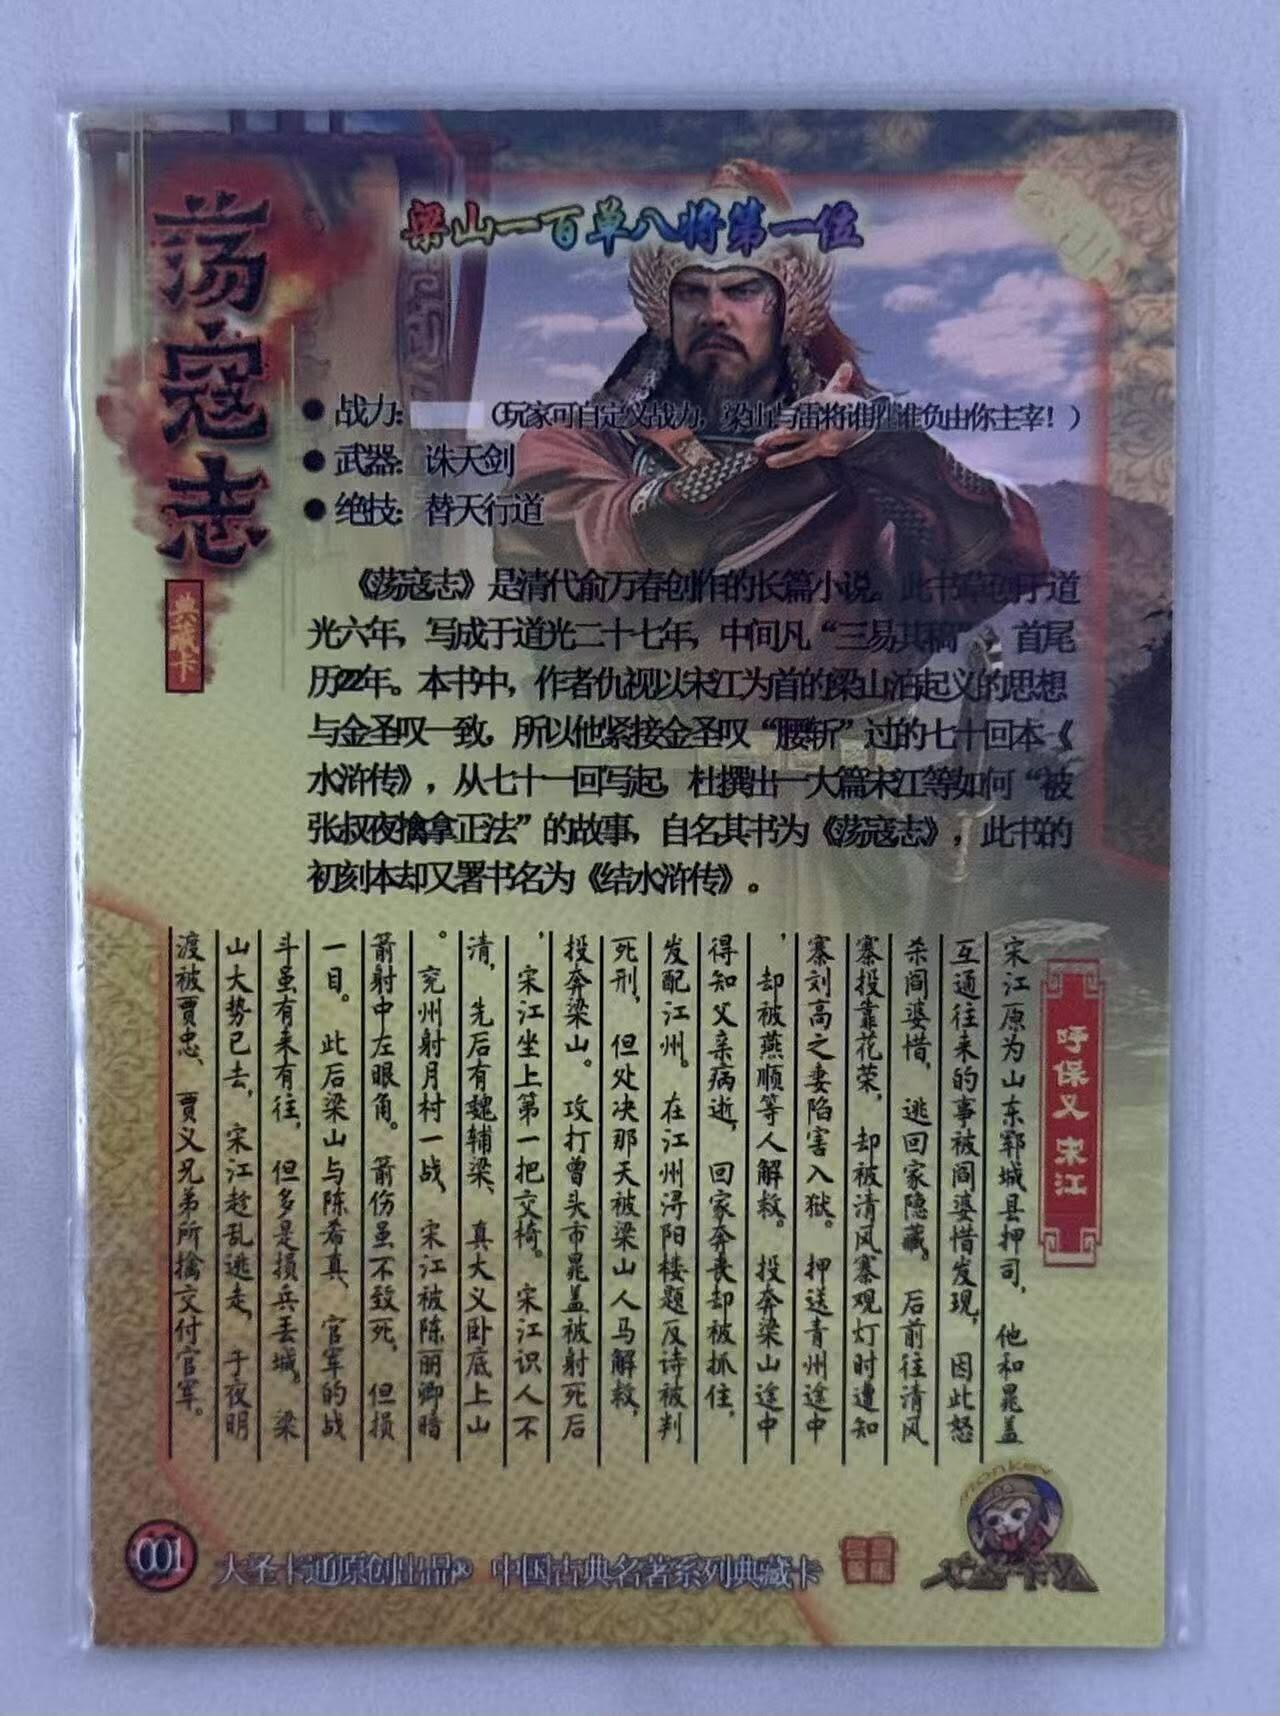 荡寇志
典藏卡
梁山一百单八将第一位
● 战力：（玩家可自定义战力，梁山与雷将谁胜谁负由你主宰！）
● 武器：诛天剑
● 绝技：替天行道
《荡寇志》是清代俞万春创作的长篇小说。此书草创于道
光六年，写成于道光二十七年，中间凡“三易其稿”，首尾
历22年。本书中，作者仇视以宋江为首的梁山泊起义的思想
与金圣叹一致，所以他紧接金圣叹“腰斩”过的七十回本《
水浒传》，从七十一回写起，杜撰出一大篇宋江等如何“被
张叔夜擒拿正法”的故事，自名其书为《荡寇志》，此书的
初刻本却又署书名为《结水浒传》。
呼保义 宋江
宋江原为山东郓城县押司，他和晁盖
互通往来的事被阎婆惜发现，因此怒
杀阎婆惜，逃回家隐藏。后前往清风
寨投靠花荣，却被清风寨观灯时遭知
寨刘高之妻陷害入狱。押送青州途中
，却被燕顺等人解救。投奔梁山途中
得知父亲病逝，回家奔丧却被抓住，
发配江州。在江州浔阳楼题反诗被判
死刑，但处决那天被梁山人马解救，
投奔梁山。攻打曾头市晁盖被射死后
，宋江坐上第一把交椅。宋江识人不
清，先后有魏辅梁、真大义卧底上山
。兖州射月村一战，宋江被陈丽卿暗
箭射中左眼角。箭伤虽不致死，但损
一目。此后梁山与陈希真、官军的战
斗虽有来有往，但多是损兵丢城。梁
山大势已去，宋江趁乱逃走，于夜明
渡被贾忠、贾义兄弟所擒交付官军。
001
大圣卡通原创出品® 中国古典名著系列典藏卡
monkey
大圣卡通